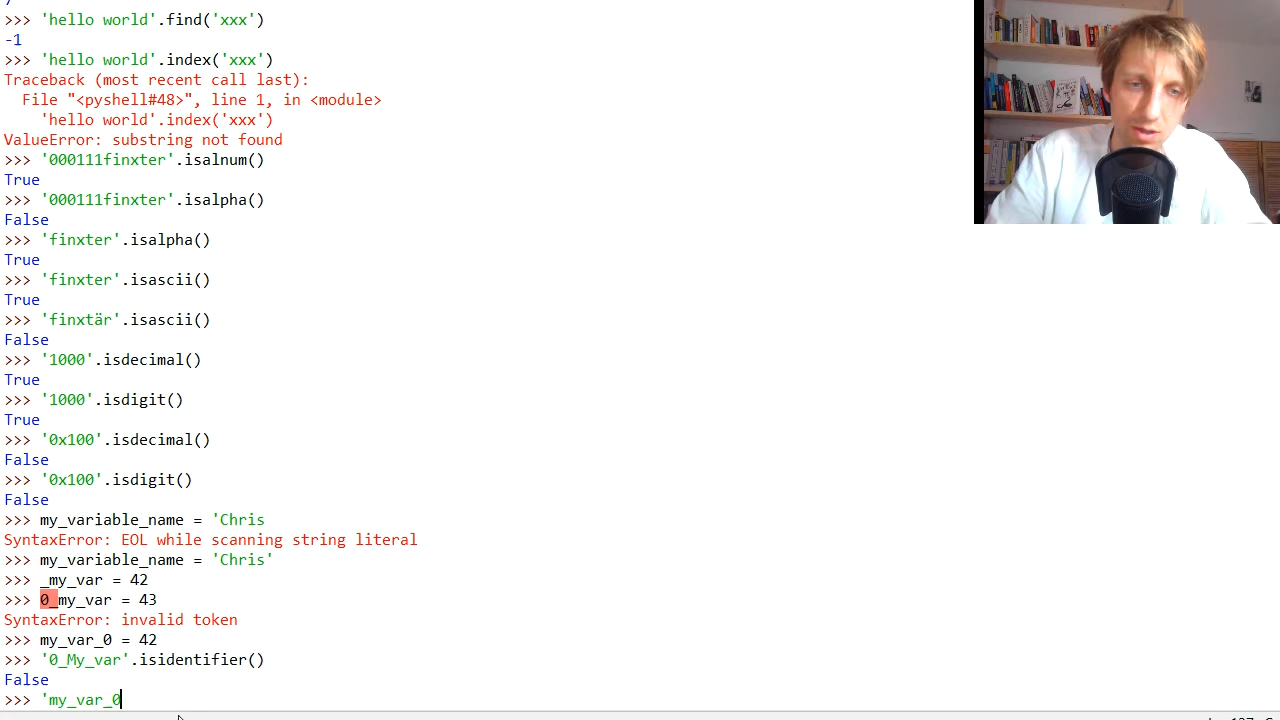 >>> 'hello world'.find('xxx')
-1
>>> 'hello world'.index('xxx')
Traceback (most recent call last):
  File "<pyshell#48>", line 1, in <module>
    'hello world'.index('xxx')
ValueError: substring not found
>>> '000111finxter'.isalnum()
True
>>> '000111finxter'.isalpha()
False
>>> 'finxter'.isalpha()
True
>>> 'finxter'.isascii()
True
>>> 'finxtär'.isascii()
False
>>> '1000'.isdecimal()
True
>>> '1000'.isdigit()
True
>>> '0x100'.isdecimal()
False
>>> '0x100'.isdigit()
False
>>> my_variable_name = 'Chris
SyntaxError: EOL while scanning string literal
>>> my_variable_name = 'Chris'
>>> _my_var = 42
>>> 0_my_var = 43
SyntaxError: invalid token
>>> my_var_0 = 42
>>> '0_My_var'.isidentifier()
False
>>> 'my_var_0